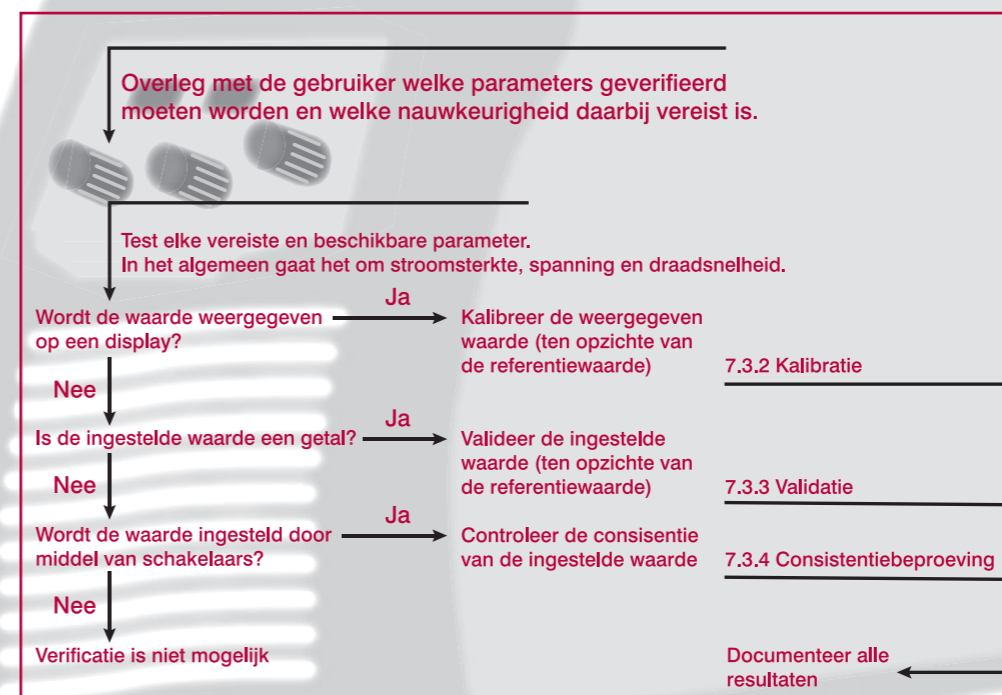 Overleg met de gebruiker welke parameters geverifieerd
moeten worden en welke nauwkeurigheid daarbij vereist is.
Test elke vereiste en beschikbare parameter.
In het algemeen gaat het om stroomsterkte, spanning en draadsnelheid.
Wordt de waarde weergegeven
op een display?
Ja
Kalibreer de weergegeven
waarde (ten opzichte van
de referentiewaarde)
7.3.2 Kalibratie
Nee
Is de ingestelde waarde een getal?
Ja
Valideer de ingestelde
waarde (ten opzichte van
de referentiewaarde)
7.3.3 Validatie
Nee
Wordt de waarde ingesteld door
middel van schakelaars?
Ja
Controleer de consisentie
van de ingestelde waarde
7.3.4 Consistentiebeproeving
Nee
Verificatie is niet mogelijk
Documenteer alle
resultaten